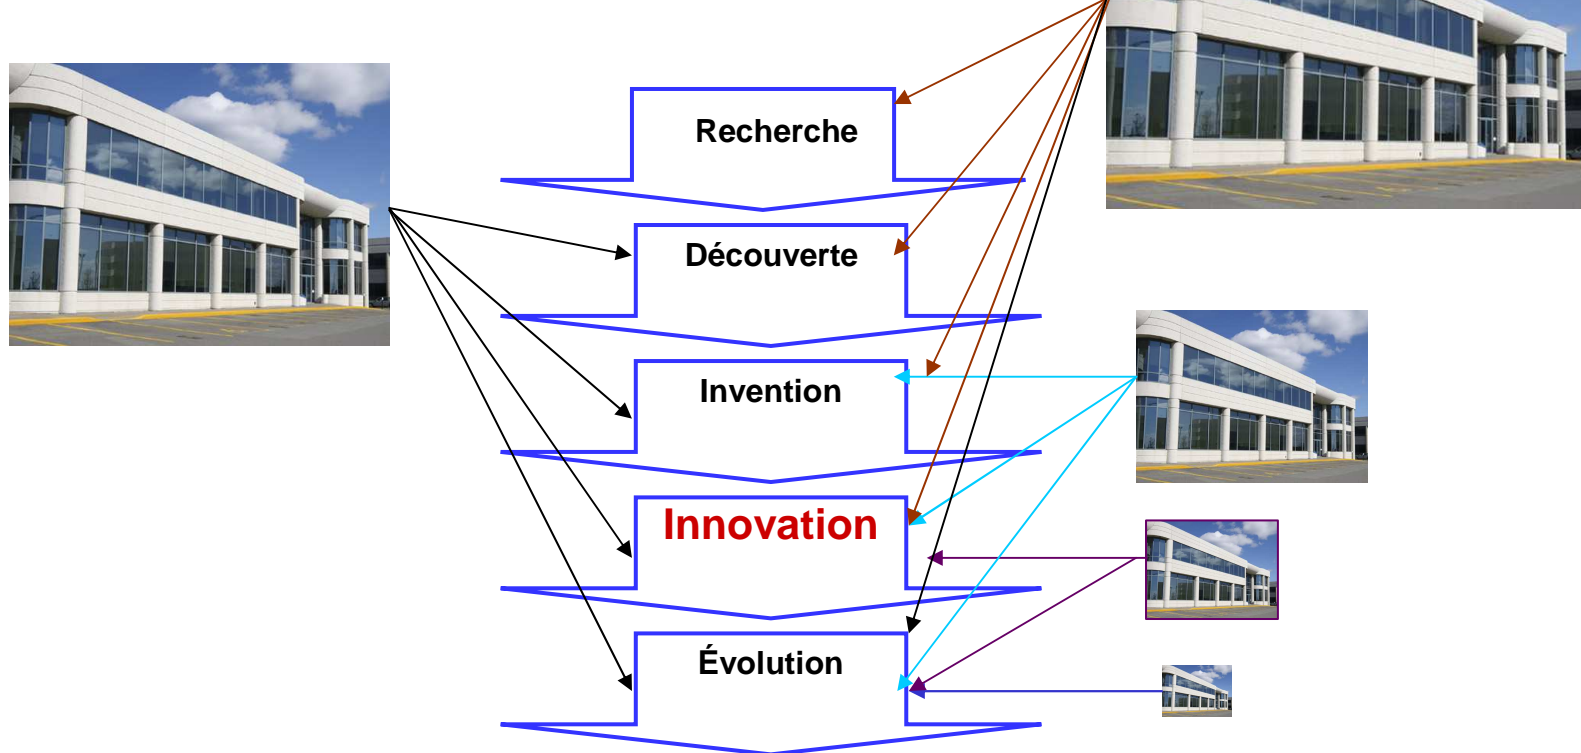 Recherche
Découverte
Invention
Innovation
Évolution